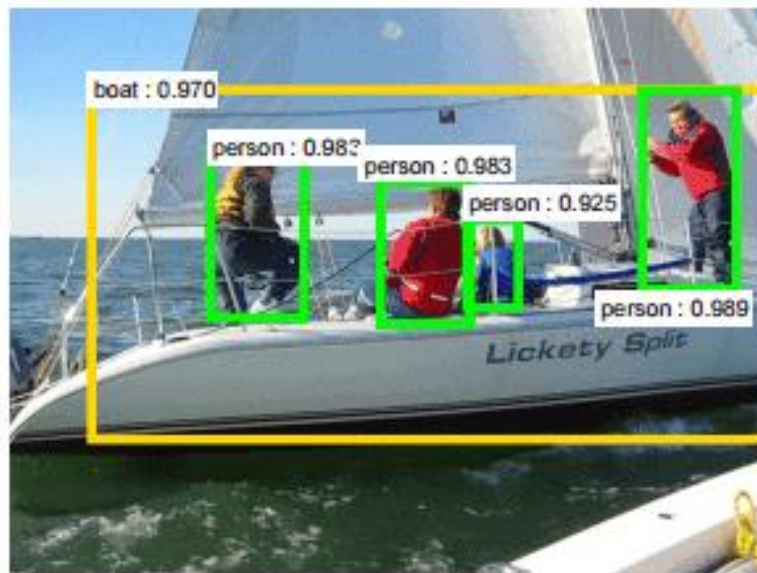 boat : 0.970
person : 0.983
person : 0.983
person : 0.925
person : 0.989
Lickety Split